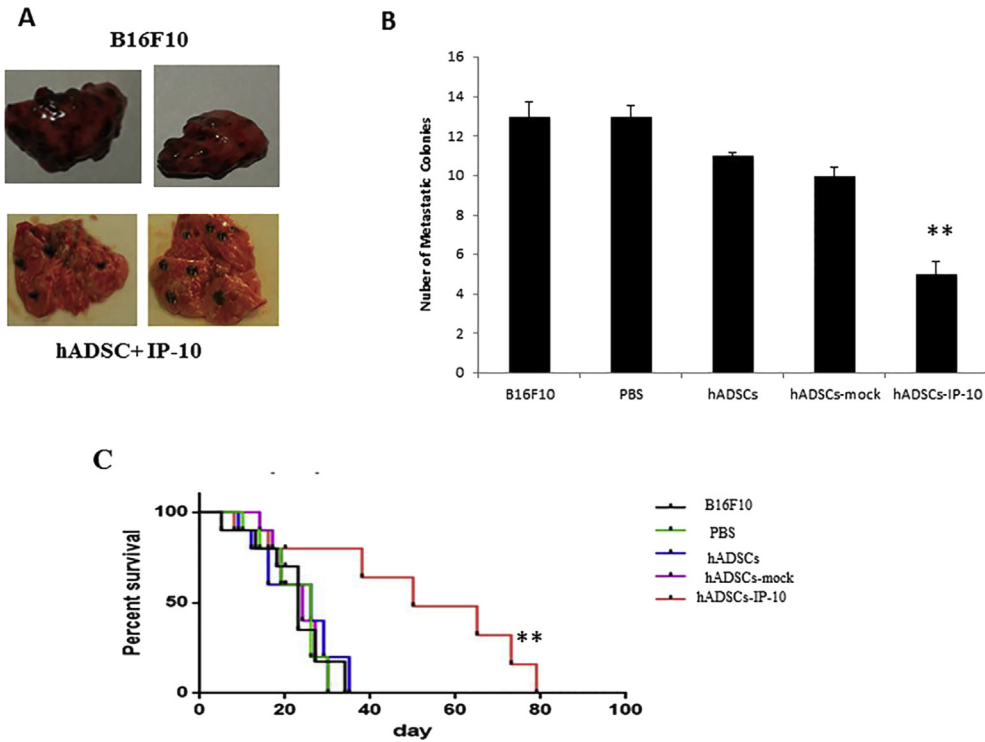 A
B16F10
hADSC+ IP-10
B
Nuber of Metastatic Colonies
16
14
12
10
8
6
4
2
0
**
B16F10 PBS hADSCs hADSCs-mock hADSCs-IP-10
C
Percent survival
100
50
0
**
0 20 40 60 80 100
day
B16F10
PBS
hADSCs
hADSCs-mock
hADSCs-IP-10